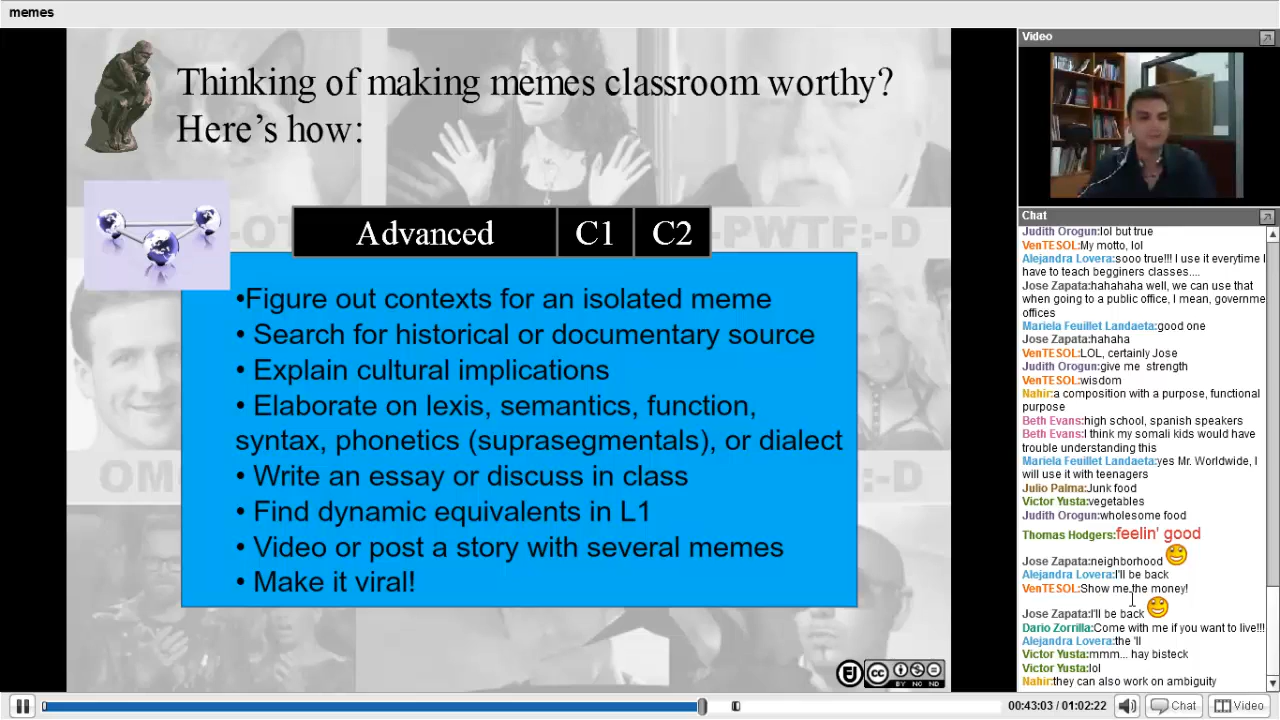 memes
Thinking of making memes classroom worthy?
Here's how:
Advanced C1 C2
•Figure out contexts for an isolated meme
• Search for historical or documentary source
• Explain cultural implications
• Elaborate on lexis, semantics, function,
syntax, phonetics (suprasegmentals), or dialect
• Write an essay or discuss in class
• Find dynamic equivalents in L1
• Video or post a story with several memes
• Make it viral!
-PWTF:-D
cc
BY NC ND
Video
Chat
Judith Orogun:lol but true
VenTESOL:My motto, lol
Alejandra Lovera:sooo true!!! I use it everytime I
have to teach begginers classes....
Jose Zapata:hahahaha well, we can use that
when going to a public office, I mean, governme
offices
Mariela Feuillet Landaeta:good one
Jose Zapata:hahaha
VenTESOL:LOL, certainly Jose
Judith Orogun:give me strength
VenTESOL:wisdom
Nahir:a composition with a purpose, functional
purpose
Beth Evans:high school, spanish speakers
Beth Evans:I think my somali kids would have
trouble understanding this
Mariela Feuillet Landaeta:yes Mr. Worldwide, I
will use it with teenagers
Julio Palma:Junk food
Victor Yusta:vegetables
Judith Orogun:wholesome food
Thomas Hodgers:feelin' good
Jose Zapata:neighborhood
Alejandra Lovera:I'll be back
VenTESOL:Show me the money!
Jose Zapata:I'll be back
Dario Zorrilla:Come with me if you want to live!!!
Alejandra Lovera:the 'll
Victor Yusta:mmm... hay bisteck
Victor Yusta:lol
Nahir:they can also work on ambiguity
00:43:03 / 01:02:22 Chat Video